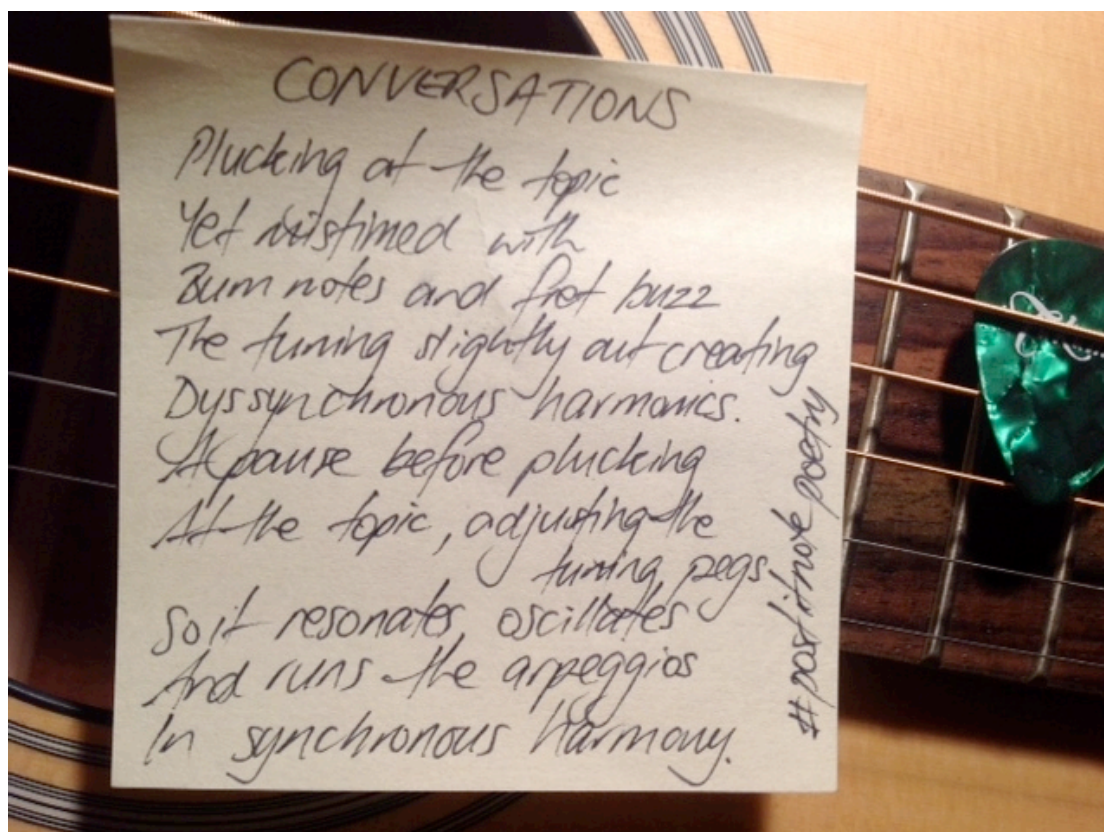 CONVERSATIONS
Plucking at the topic
Yet mistimed with
Bum notes and fret buzz
The tuning slightly out creating
Dyssynchronous harmonics.
A pause before plucking
At the topic, adjusting the
tuning pegs
So it resonates, oscillates
And runs the arpeggios
In synchronous harmony.
#postitnotepoetry